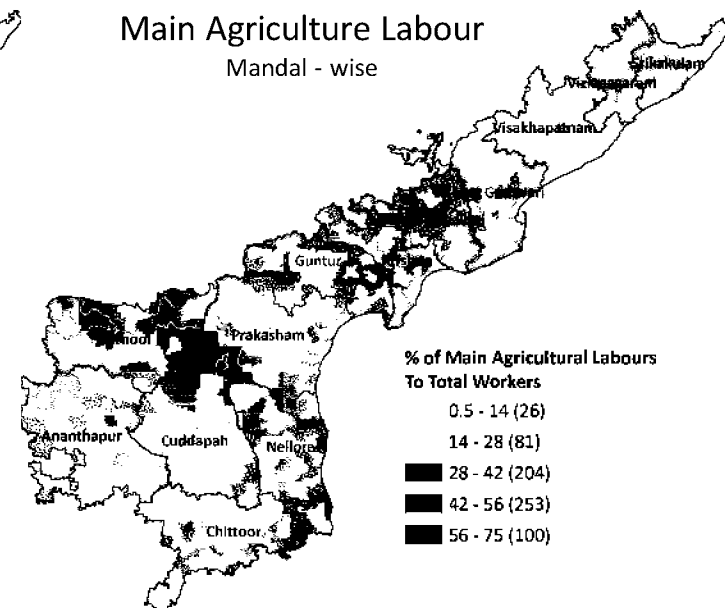 Main Agriculture Labour
Mandal - wise
Srikakulam
Vizianagaram
Visakhapatnam
Guntur
Prakasham
Ananthapur
Cuddapah
Nellore
Chittoor
% of Main Agricultural Labours
To Total Workers
0.5 - 14 (26)
14 - 28 (81)
28 - 42 (204)
42 - 56 (253)
56 - 75 (100)